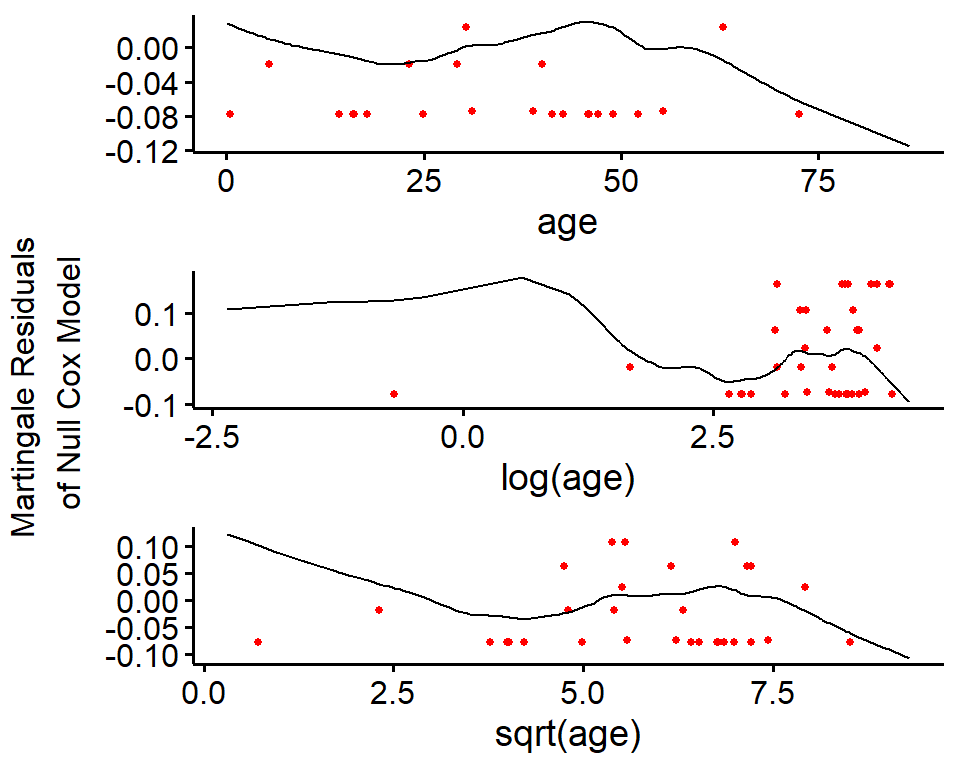 Martingale Residuals
of Null Cox Model
0.00
-0.04
-0.08
-0.12
0 25 50 75
age
0.1
0.0
-0.1
-2.5 0.0 2.5
log(age)
0.10
0.05
0.00
-0.05
-0.10
0.0 2.5 5.0 7.5
sqrt(age)